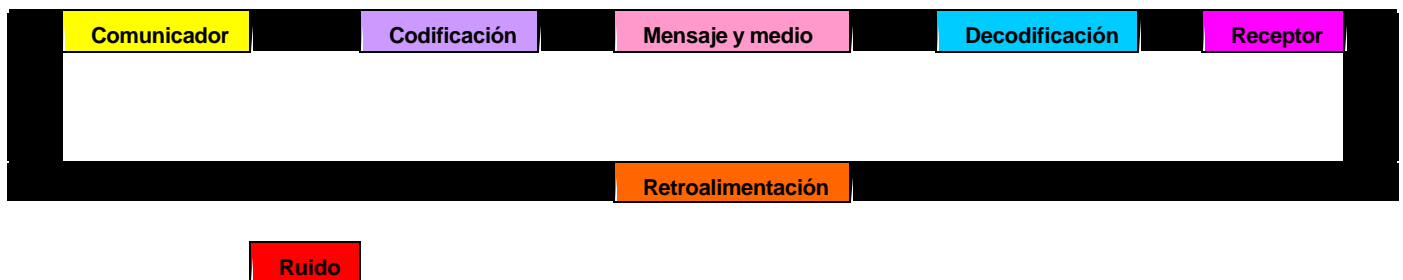 Comunicador Codificación Mensaje y medio Decodificación Receptor
Retroalimentación
Ruido